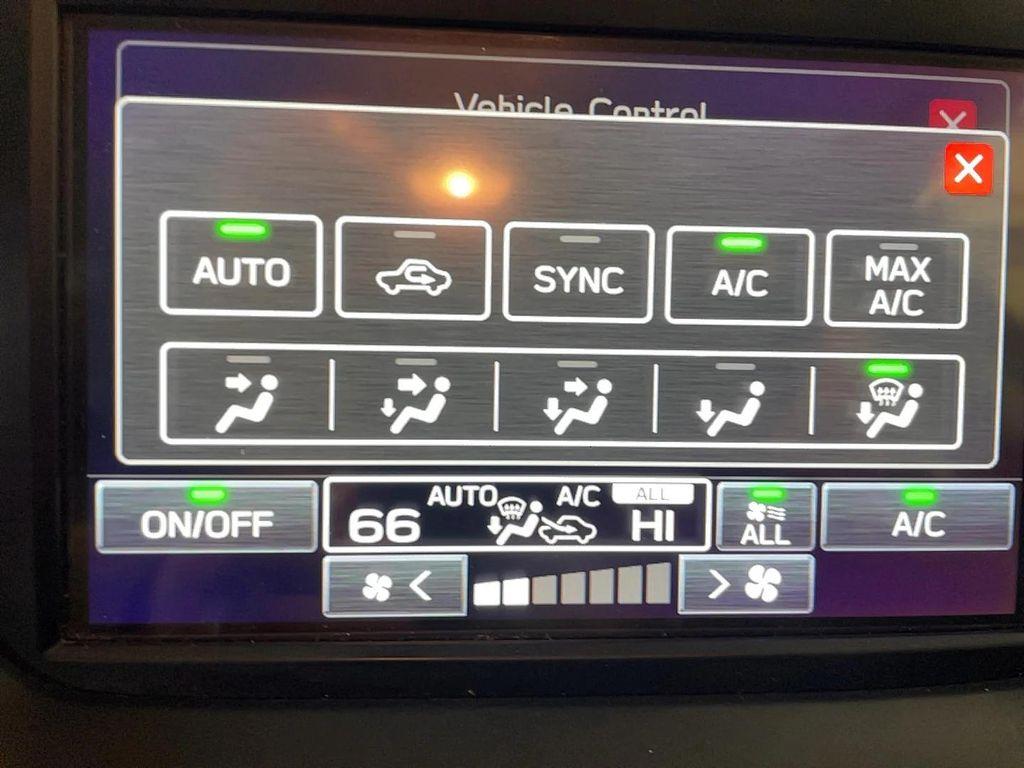 Vehicle Control
AUTO
SYNC
A/C
MAX
A/C
ON/OFF
66
AUTO
A/C
ALL
HI
ALL
A/C